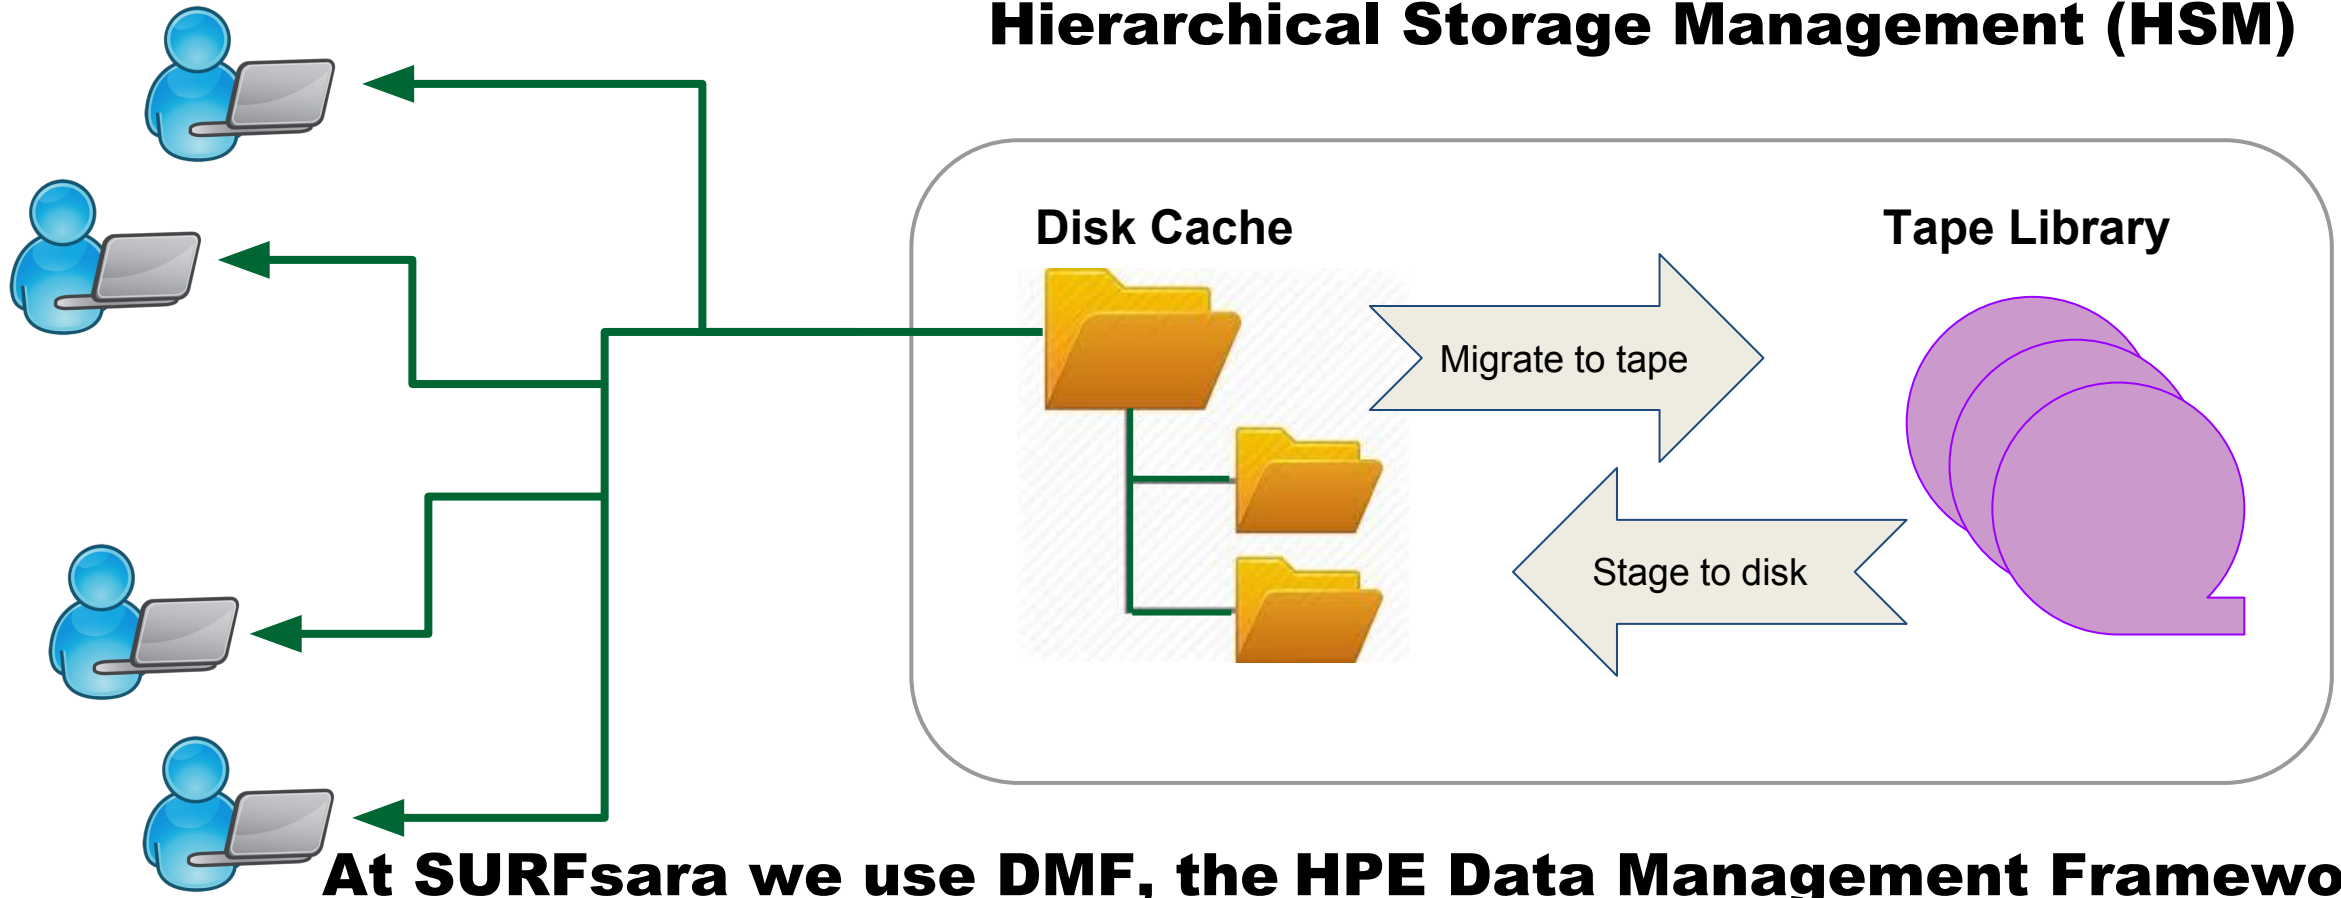 Hierarchical Storage Management (HSM)
Disk Cache
Tape Library
Migrate to tape
Stage to disk
At SURFsara we use DMF, the HPE Data Management Framewo